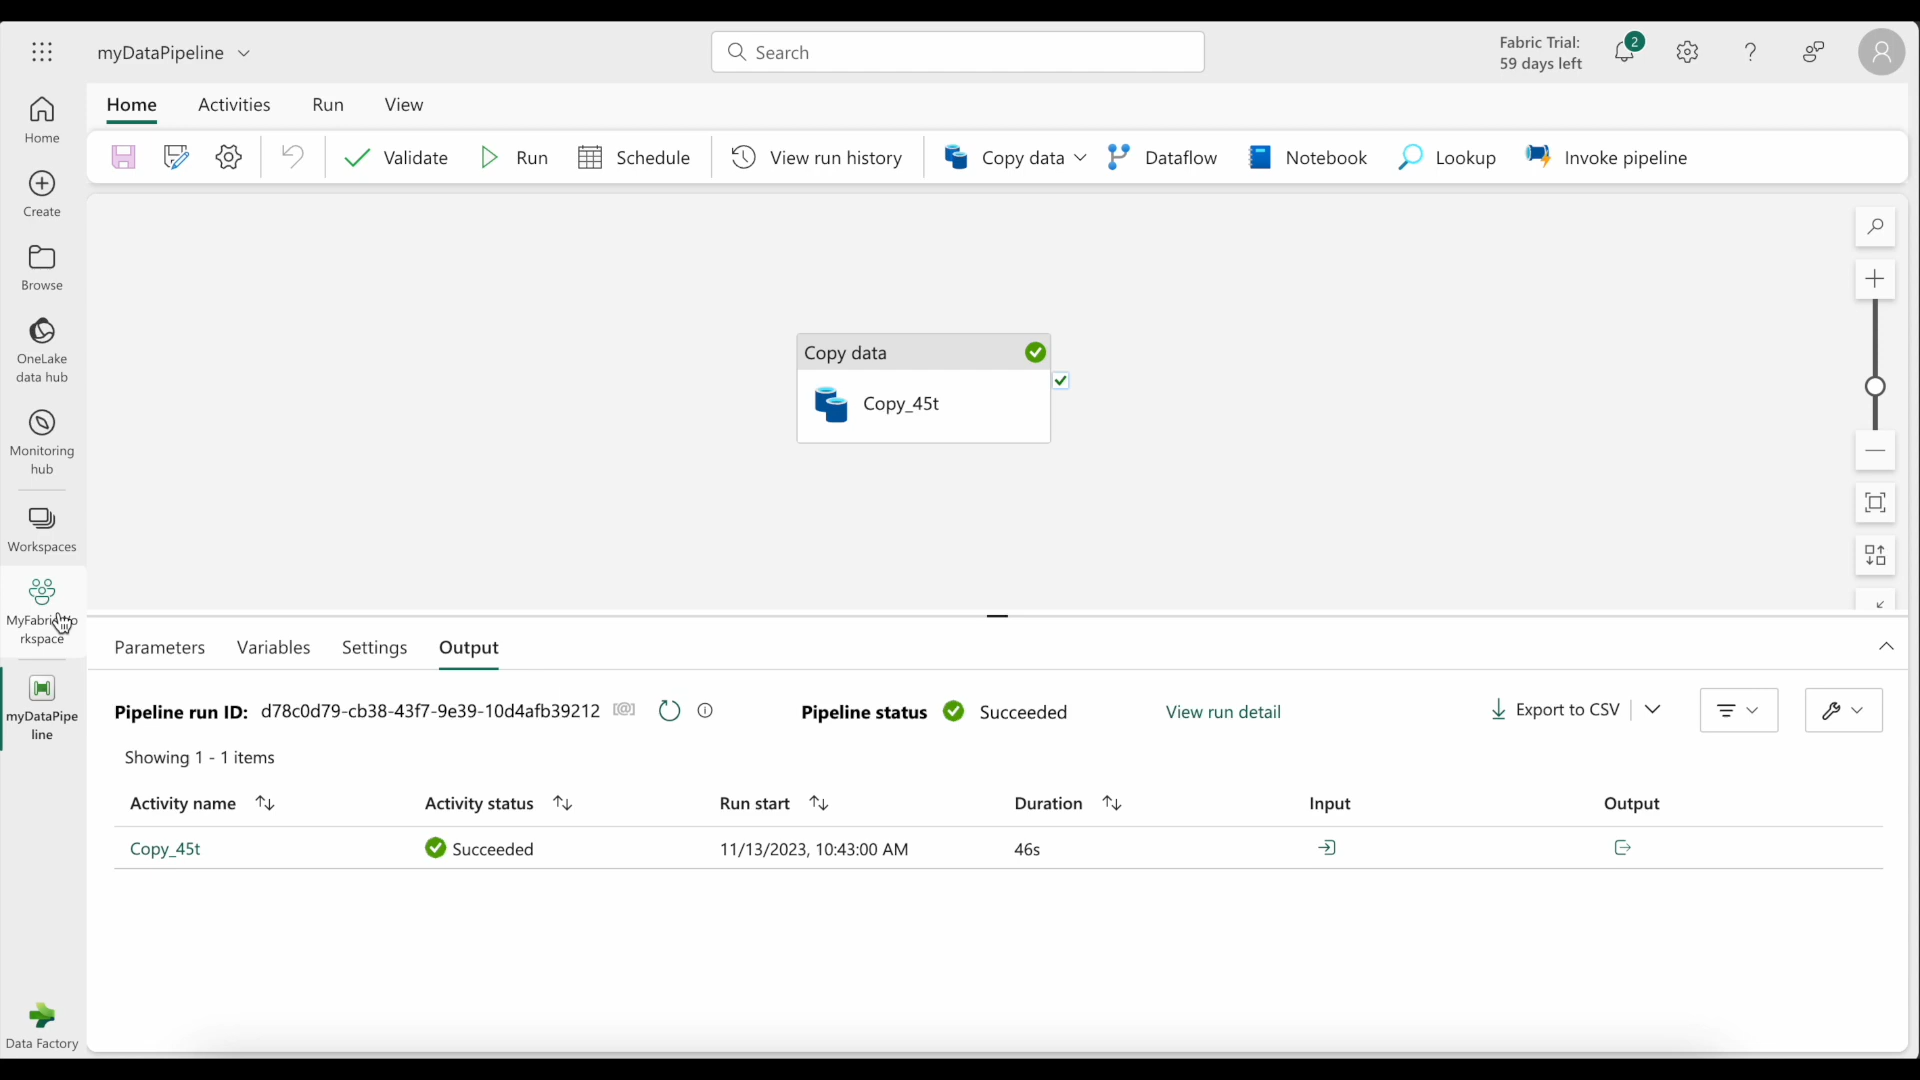 myDataPipeline
Search
Fabric Trial:
59 days left
2
Home Activities Run View
Validate Run Schedule View run history Copy data Dataflow Notebook Lookup Invoke pipeline
Home
Create
Browse
OneLake
data hub
Monitoring
hub
Workspaces
rkspace
myDataPipe
line
Data Factory
Copy data
Copy_45t
Parameters Variables Settings Output
Pipeline run ID: d78c0d79-cb38-43f7-9e39-10d4afb39212 [@] Pipeline status Succeeded View run detail Export to CSV
Showing 1 - 1 items
Activity name Activity status Run start Duration Input Output
Copy_45t Succeeded 11/13/2023, 10:43:00 AM 46s